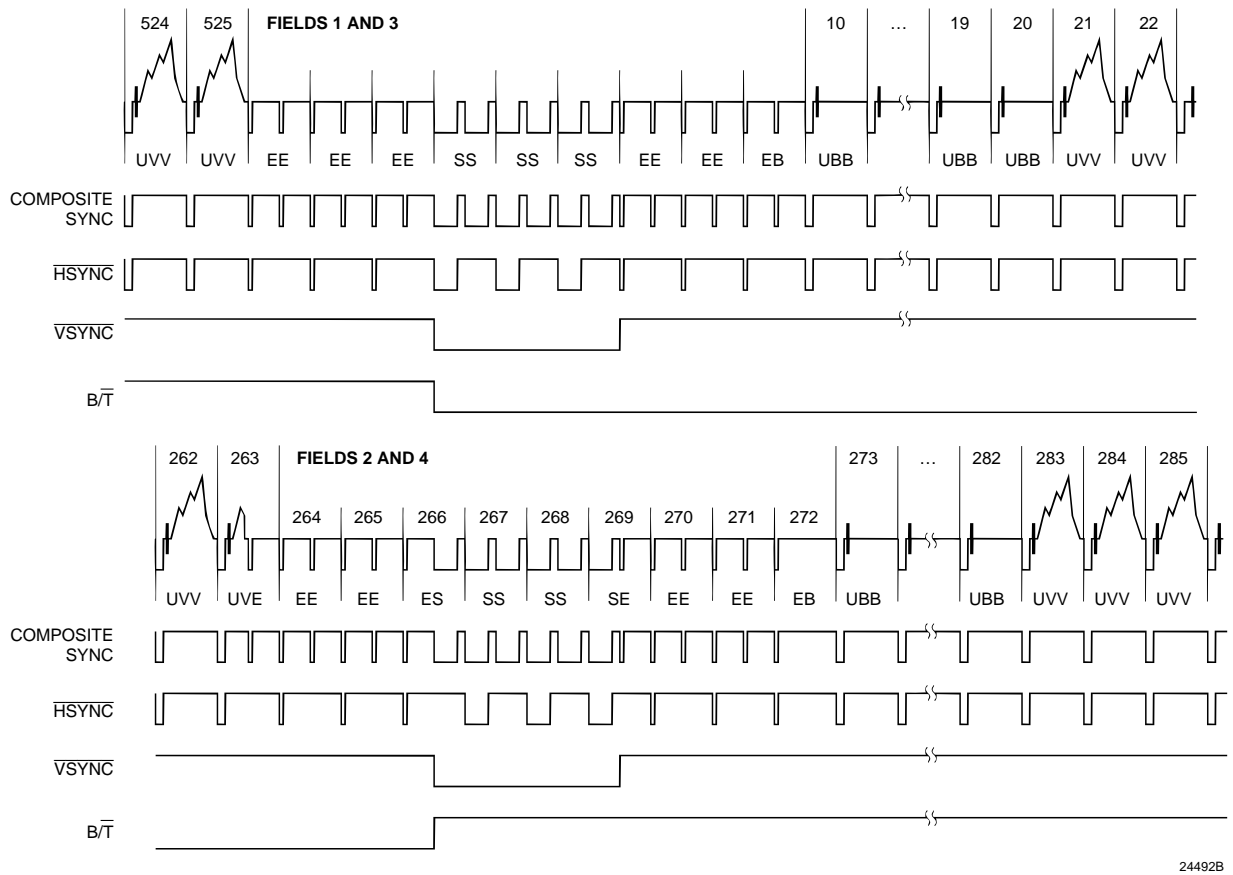 524 525 FIELDS 1 AND 3 10 … 19 20 21 22
UVV UVV EE EE EE SS SS SS EE EE EB UBB UBB UBB UVV UVV
COMPOSITE
SYNC
HSYNC
VSYNC
B/T
262 263 FIELDS 2 AND 4 273 … 282 283 284 285
264 265 266 267 268 269 270 271 272
UVV UVE EE EE ES SS SS SE EE EE EB UBB UBB UVV UVV UVV
COMPOSITE
SYNC
HSYNC
VSYNC
B/T
24492B